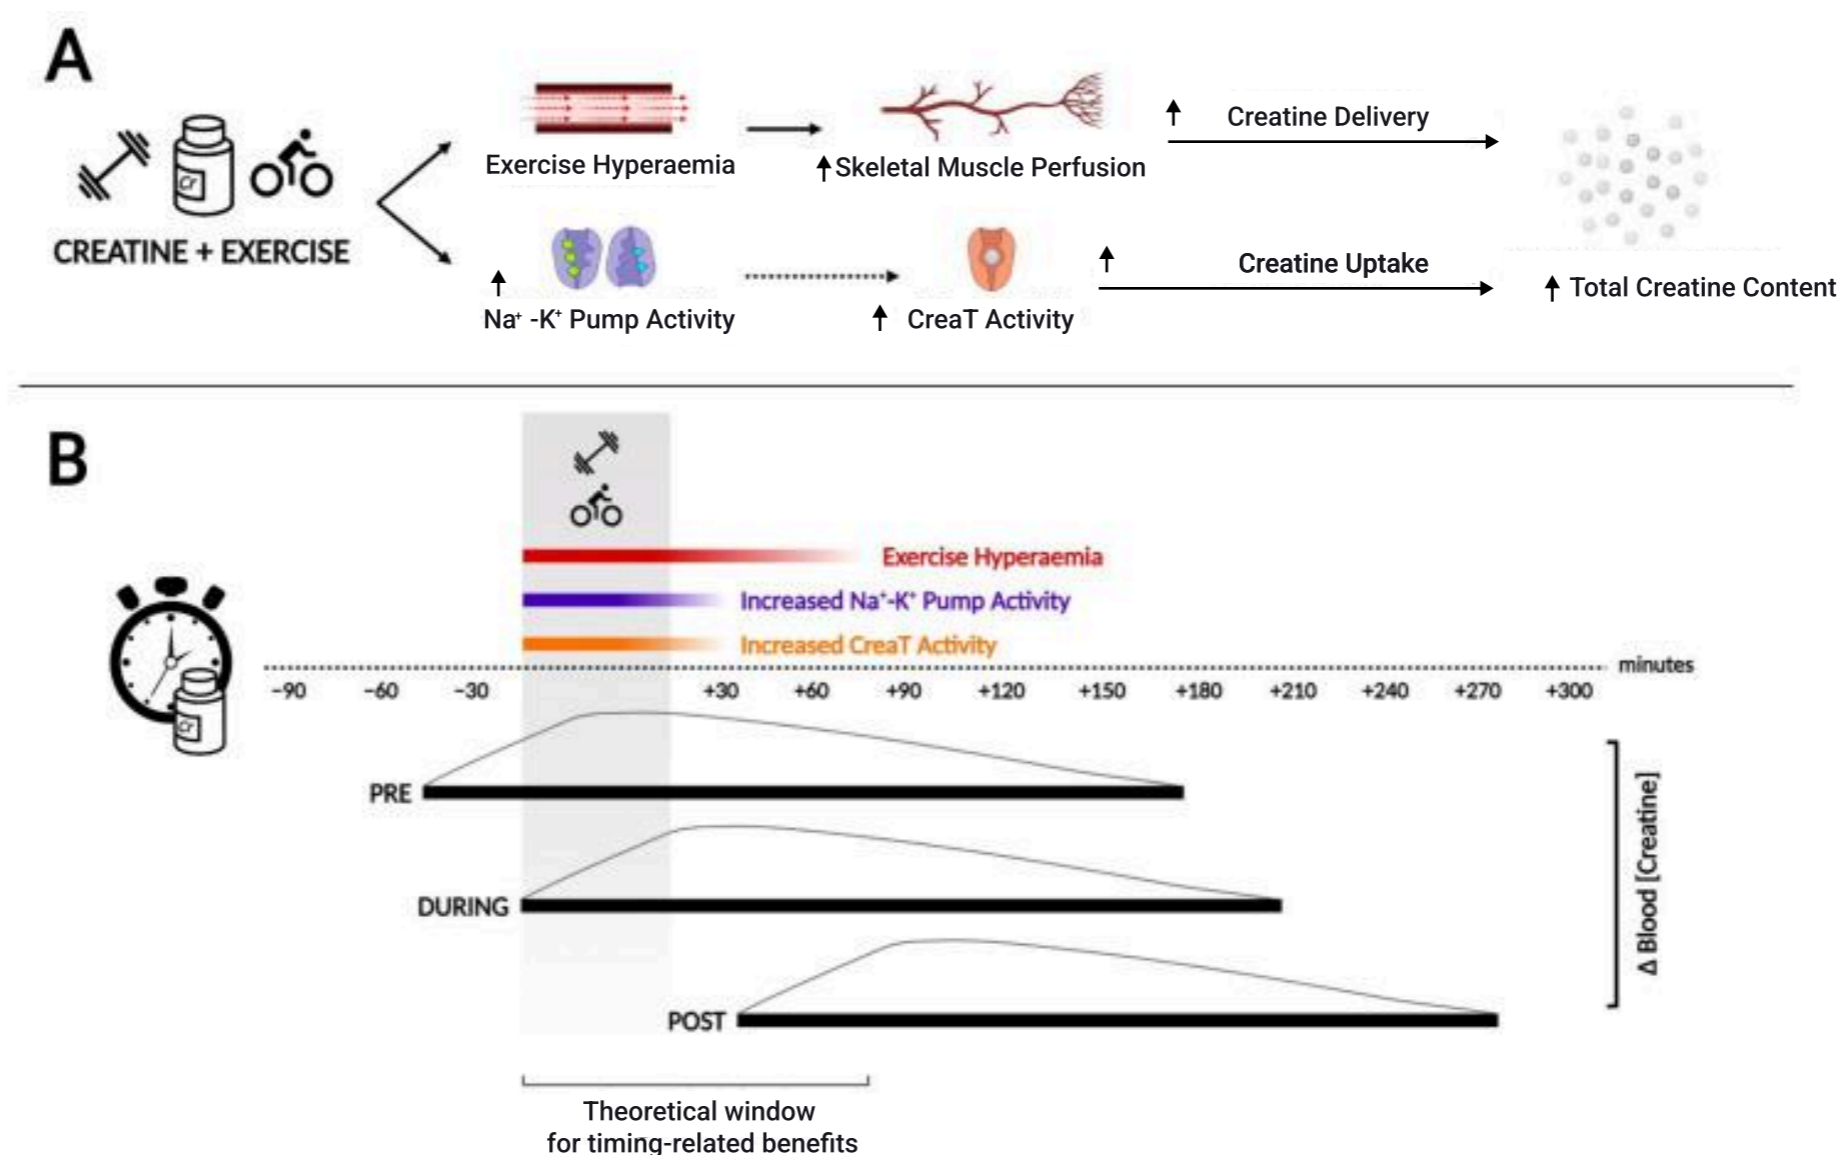 A
Cr
CREATINE + EXERCISE
Exercise Hyperaemia
↑ Skeletal Muscle Perfusion
↑ Creatine Delivery
↑ Na⁺ -K⁺ Pump Activity
↑ CreaT Activity
↑ Creatine Uptake
↑ Total Creatine Content
B
Exercise Hyperaemia
Increased Na⁺-K⁺ Pump Activity
Increased CreaT Activity
minutes
−90 −60 −30 +30 +60 +90 +120 +150 +180 +210 +240 +270 +300
Cr
PRE
DURING
POST
Δ Blood [Creatine]
Theoretical window
for timing-related benefits